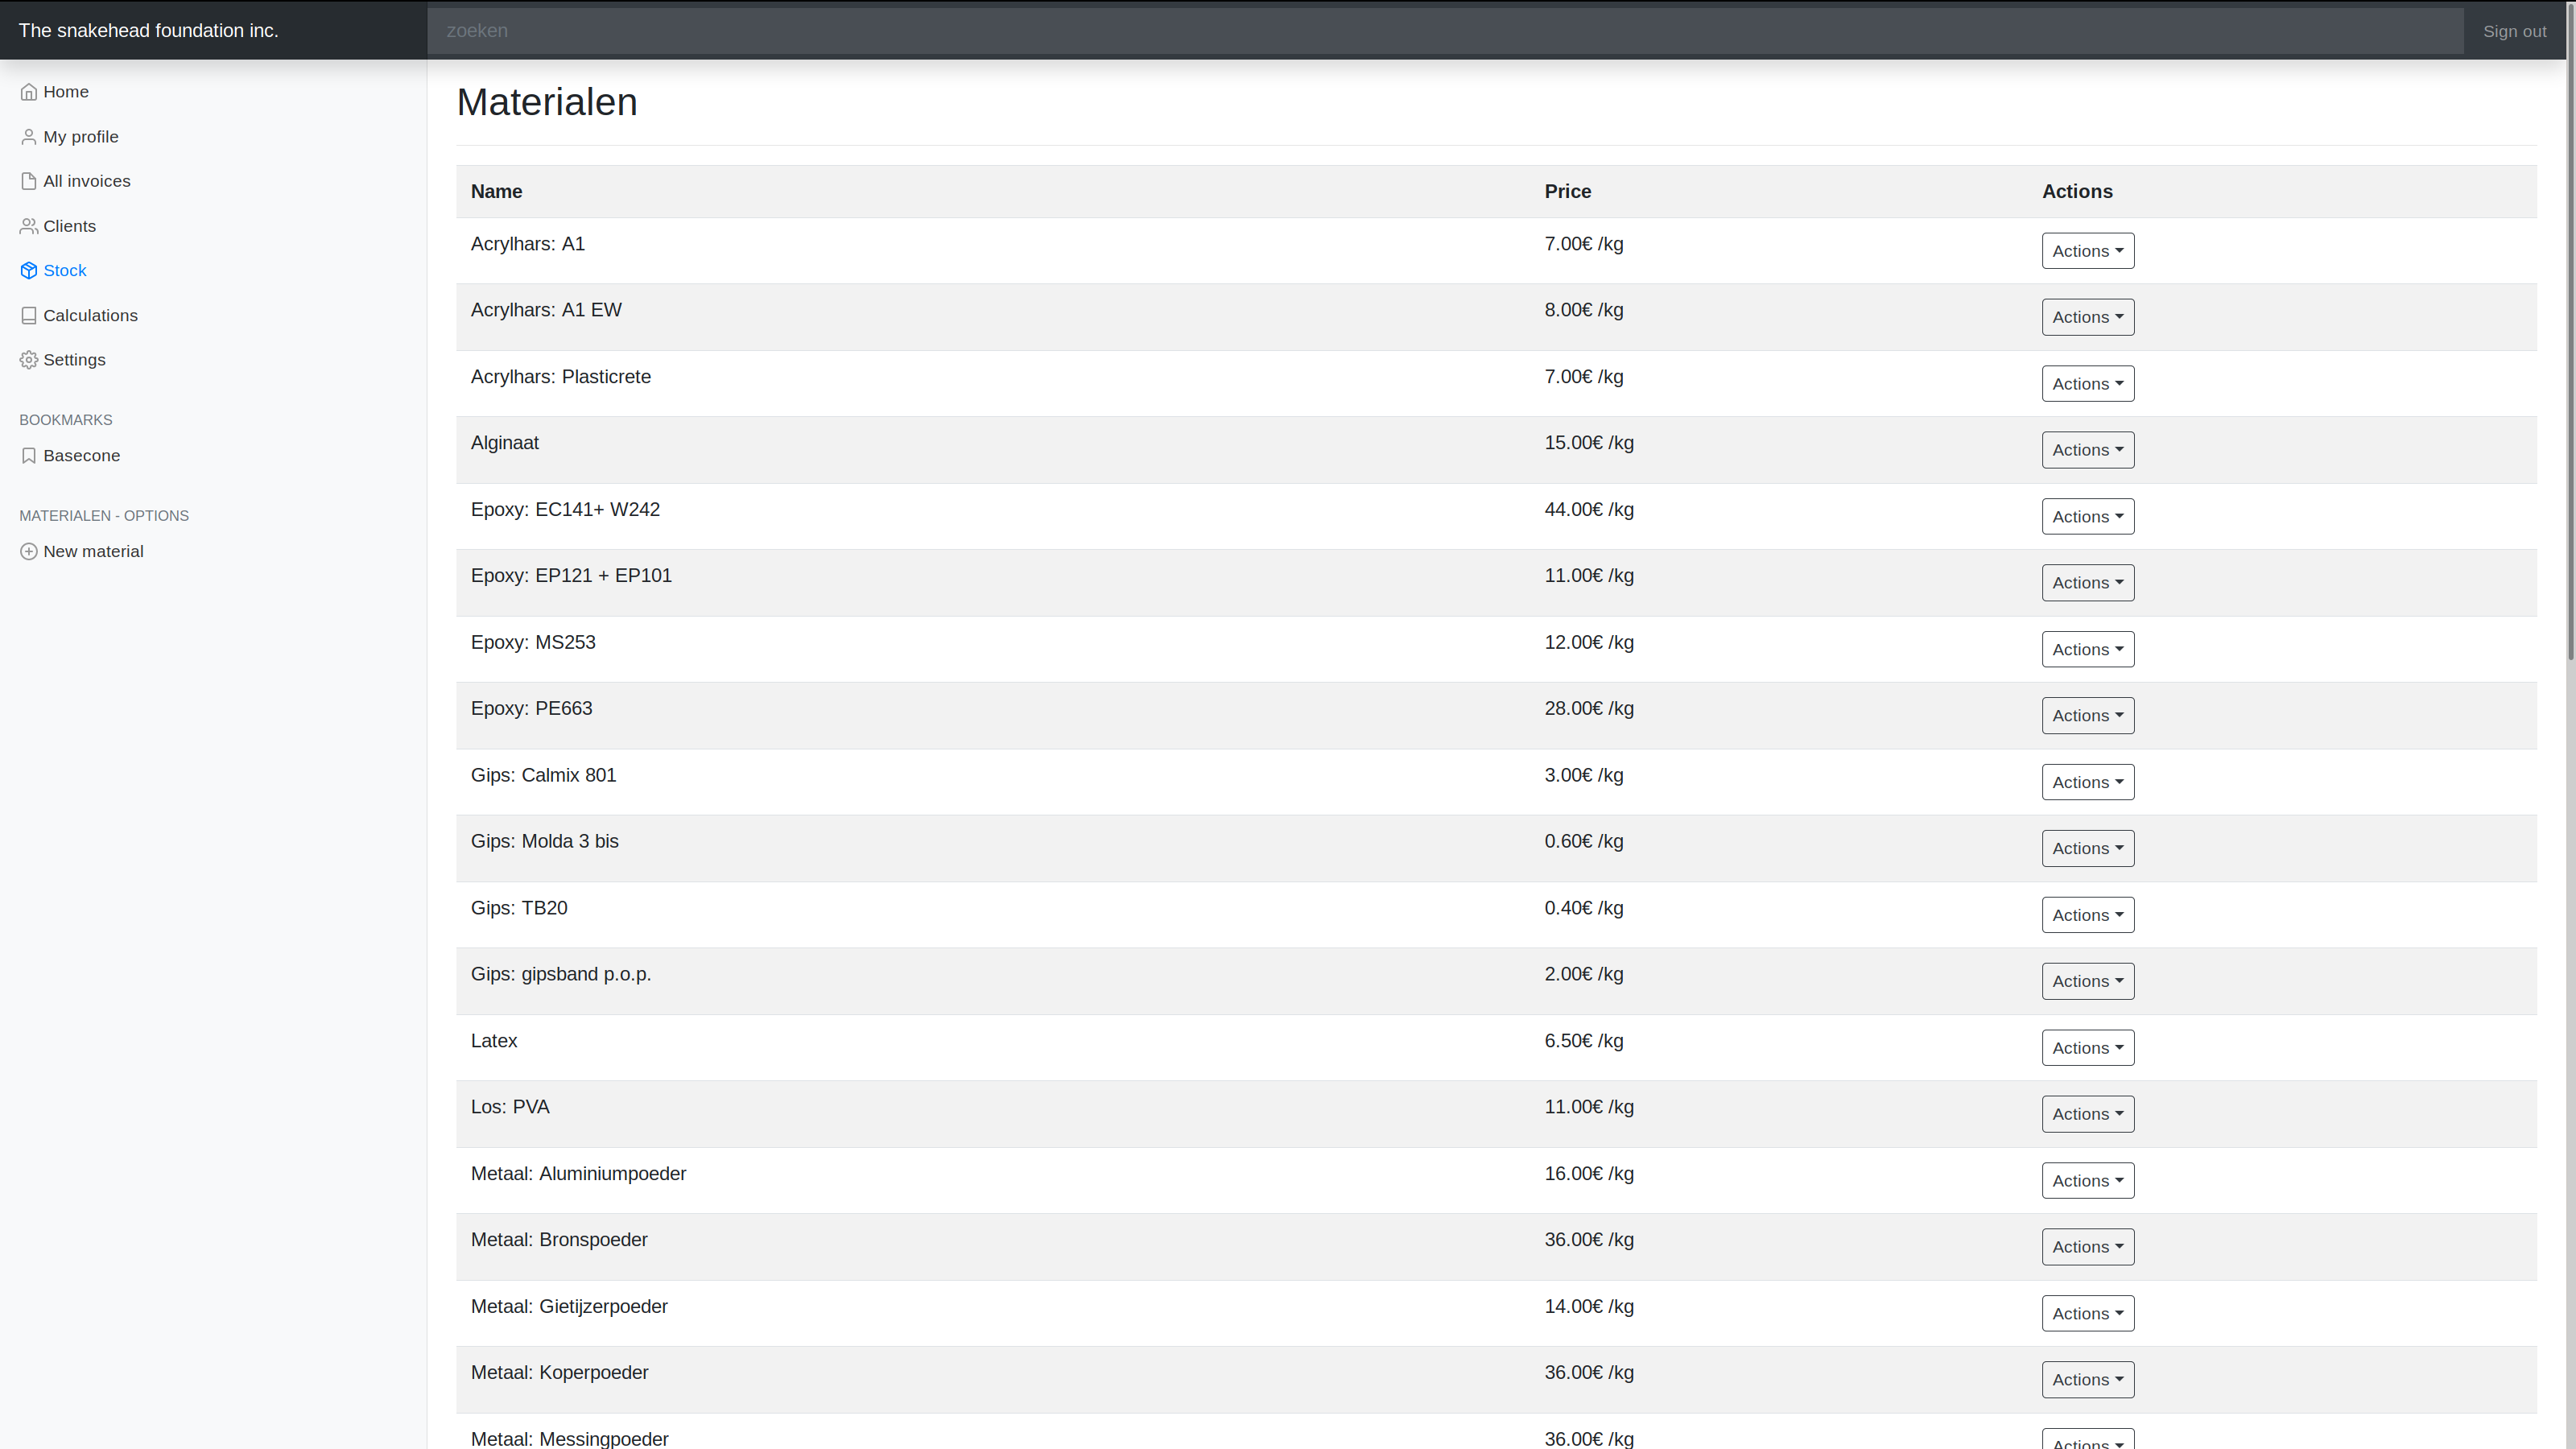 The snakehead foundation inc.
zoeken
Sign out
Home
My profile
All invoices
Clients
Stock
Calculations
Settings
BOOKMARKS
Basecone
MATERIALEN - OPTIONS
New material
Materialen
Name Price Actions
Acrylhars: A1 7.00€ /kg Actions
Acrylhars: A1 EW 8.00€ /kg Actions
Acrylhars: Plasticrete 7.00€ /kg Actions
Alginaat 15.00€ /kg Actions
Epoxy: EC141+ W242 44.00€ /kg Actions
Epoxy: EP121 + EP101 11.00€ /kg Actions
Epoxy: MS253 12.00€ /kg Actions
Epoxy: PE663 28.00€ /kg Actions
Gips: Calmix 801 3.00€ /kg Actions
Gips: Molda 3 bis 0.60€ /kg Actions
Gips: TB20 0.40€ /kg Actions
Gips: gipsband p.o.p. 2.00€ /kg Actions
Latex 6.50€ /kg Actions
Los: PVA 11.00€ /kg Actions
Metaal: Aluminiumpoeder 16.00€ /kg Actions
Metaal: Bronspoeder 36.00€ /kg Actions
Metaal: Gietijzerpoeder 14.00€ /kg Actions
Metaal: Koperpoeder 36.00€ /kg Actions
Metaal: Messingpoeder 36.00€ /kg Actions